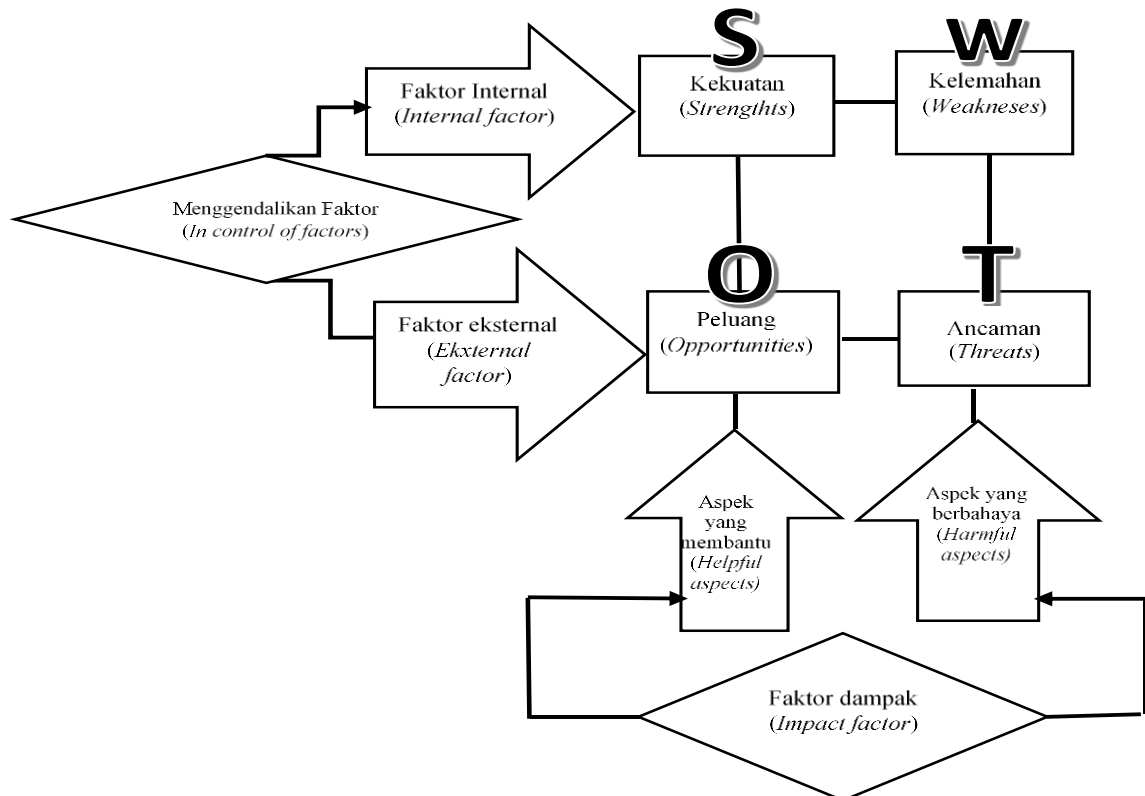 S
W
Faktor Internal
(Internal factor)
Kekuatan
(Strengthts)
Kelemahan
(Weakneses)
Menggendalikan Faktor
(In control of factors)
O
T
Faktor eksternal
(Ekxternal
factor)
Peluang
(Opportunities)
Ancaman
(Threats)
Aspek
yang
membantu
(Helpful
aspects)
Aspek yang
berbahaya
(Harmful
aspects)
Faktor dampak
(Impact factor)